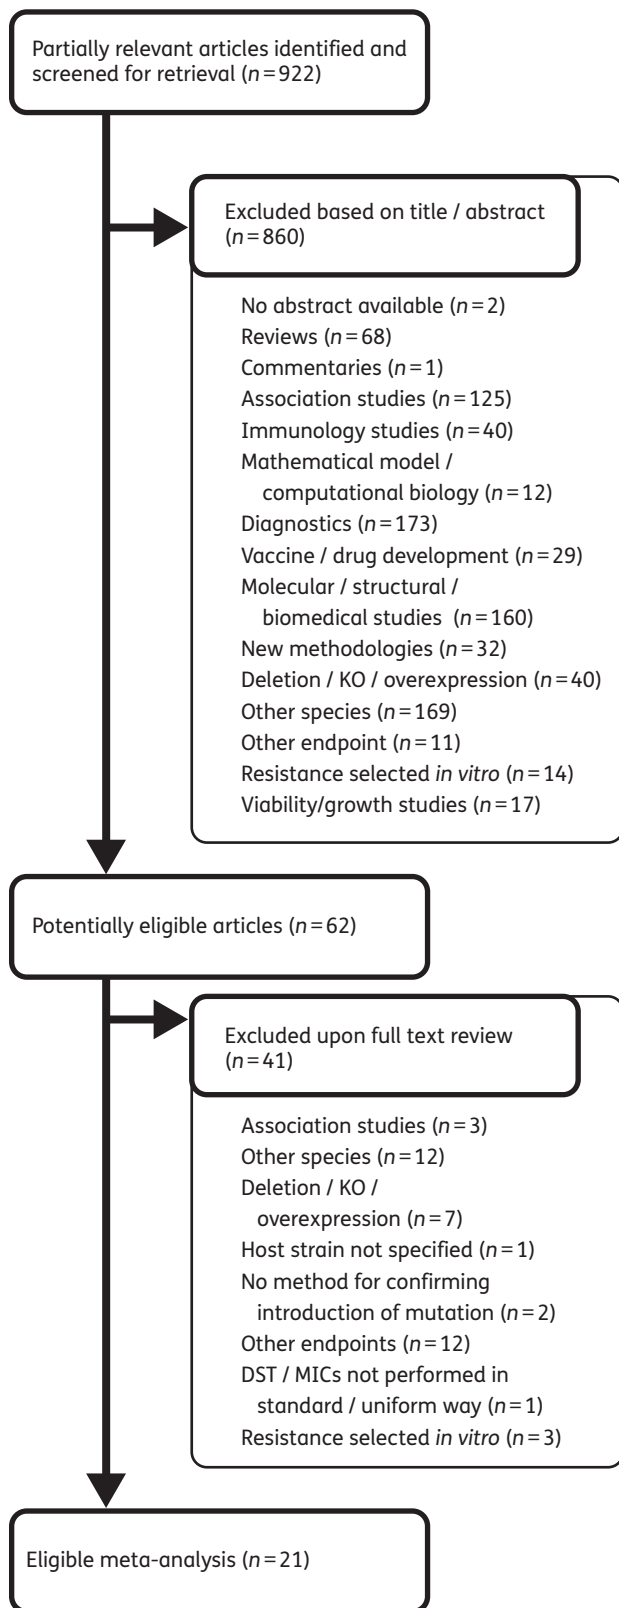 Partially relevant articles identified and
screened for retrieval (n=922)
Excluded based on title / abstract
(n=860)
No abstract available (n=2)
Reviews (n=68)
Commentaries (n=1)
Association studies (n=125)
Immunology studies (n=40)
Mathematical model /
computational biology (n=12)
Diagnostics (n=173)
Vaccine / drug development (n=29)
Molecular / structural /
biomedical studies (n=160)
New methodologies (n=32)
Deletion / KO / overexpression (n=40)
Other species (n=169)
Other endpoint (n=11)
Resistance selected in vitro (n=14)
Viability/growth studies (n=17)
Potentially eligible articles (n=62)
Excluded upon full text review
(n=41)
Association studies (n=3)
Other species (n=12)
Deletion / KO /
overexpression (n=7)
Host strain not specified (n=1)
No method for confirming
introduction of mutation (n=2)
Other endpoints (n=12)
DST / MICs not performed in
standard / uniform way (n=1)
Resistance selected in vitro (n=3)
Eligible meta-analysis (n=21)